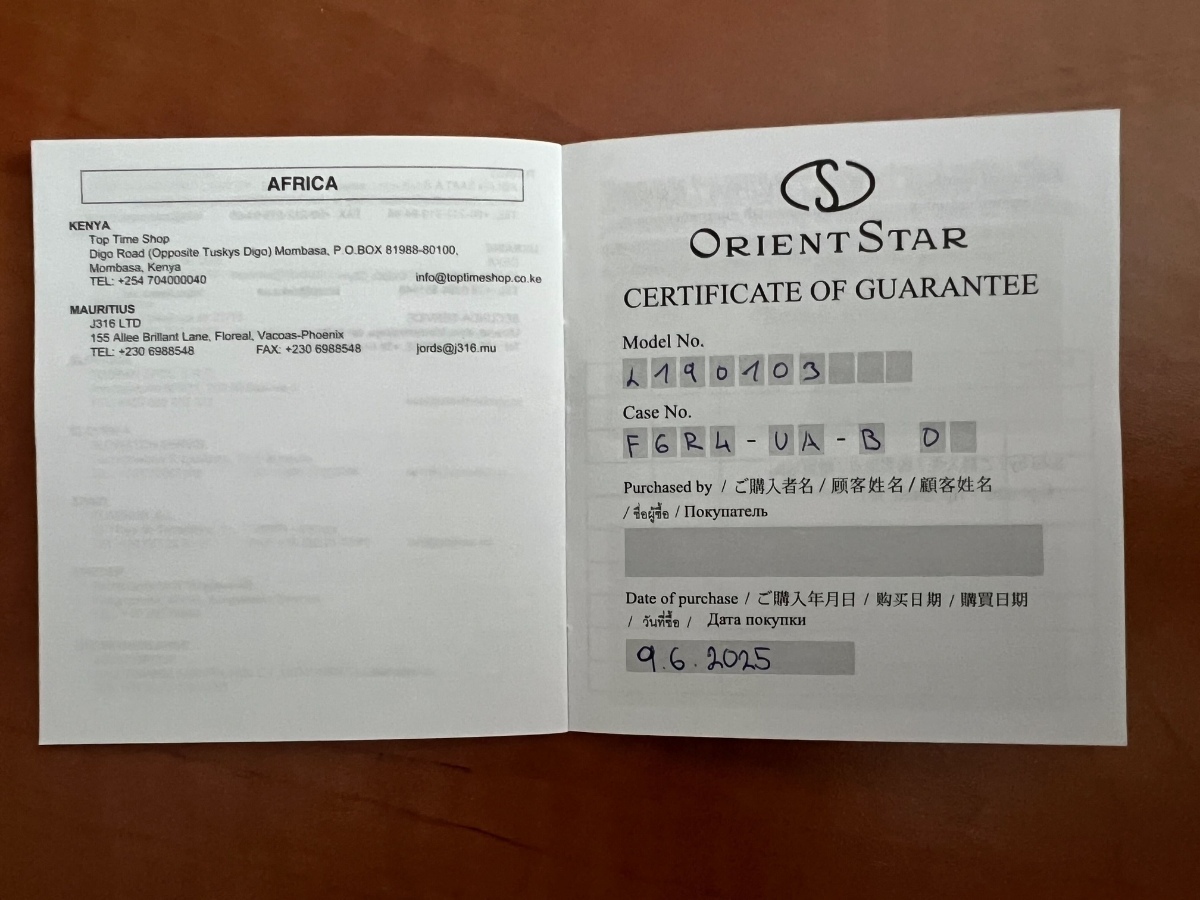 AFRICA
KENYA
Top Time Shop
Digo Road (Opposite Tuskys Digo) Mombasa, P.O.BOX 81988-80100,
Mombasa, Kenya
TEL: +254 704000040 info@toptimeshop.co.ke
MAURITIUS
J316 LTD
155 Allee Brillant Lane, Floreal, Vacoas-Phoenix
TEL: +230 6988548 FAX: +230 6988548 jords@j316.mu
ORIENT STAR
CERTIFICATE OF GUARANTEE
Model No.
L190103
Case No.
F6R4-UA-B 0
Purchased by / ご購入者名 / 顾客姓名 / 顧客姓名
/ ชื่อผู้ซื้อ / Покупатель
Date of purchase / ご購入年月日 / 购买日期 / 購買日期
/ วันที่ซื้อ / Дата покупки
9.6.2025